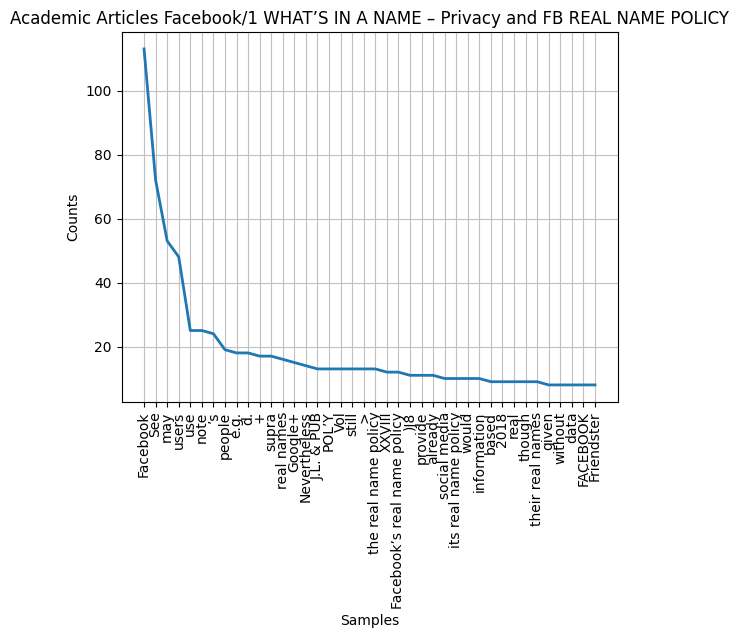 Academic Articles Facebook/1 WHAT’S IN A NAME – Privacy and FB REAL NAME POLICY
100
80
60
40
20
Counts
Facebook
See
may
users
use
note
’s
people
e.g.
d.
+
supra
real names
Google+
Nevertheless
J.L. & PUB
POL’Y
Vol
still
.>
the real name policy
XXVIII
Facebook’s real name policy
provide
already
social media
its real name policy
would
information
based
2018
real
though
their real names
given
without
data
FACEBOOK
Friendster
Samples